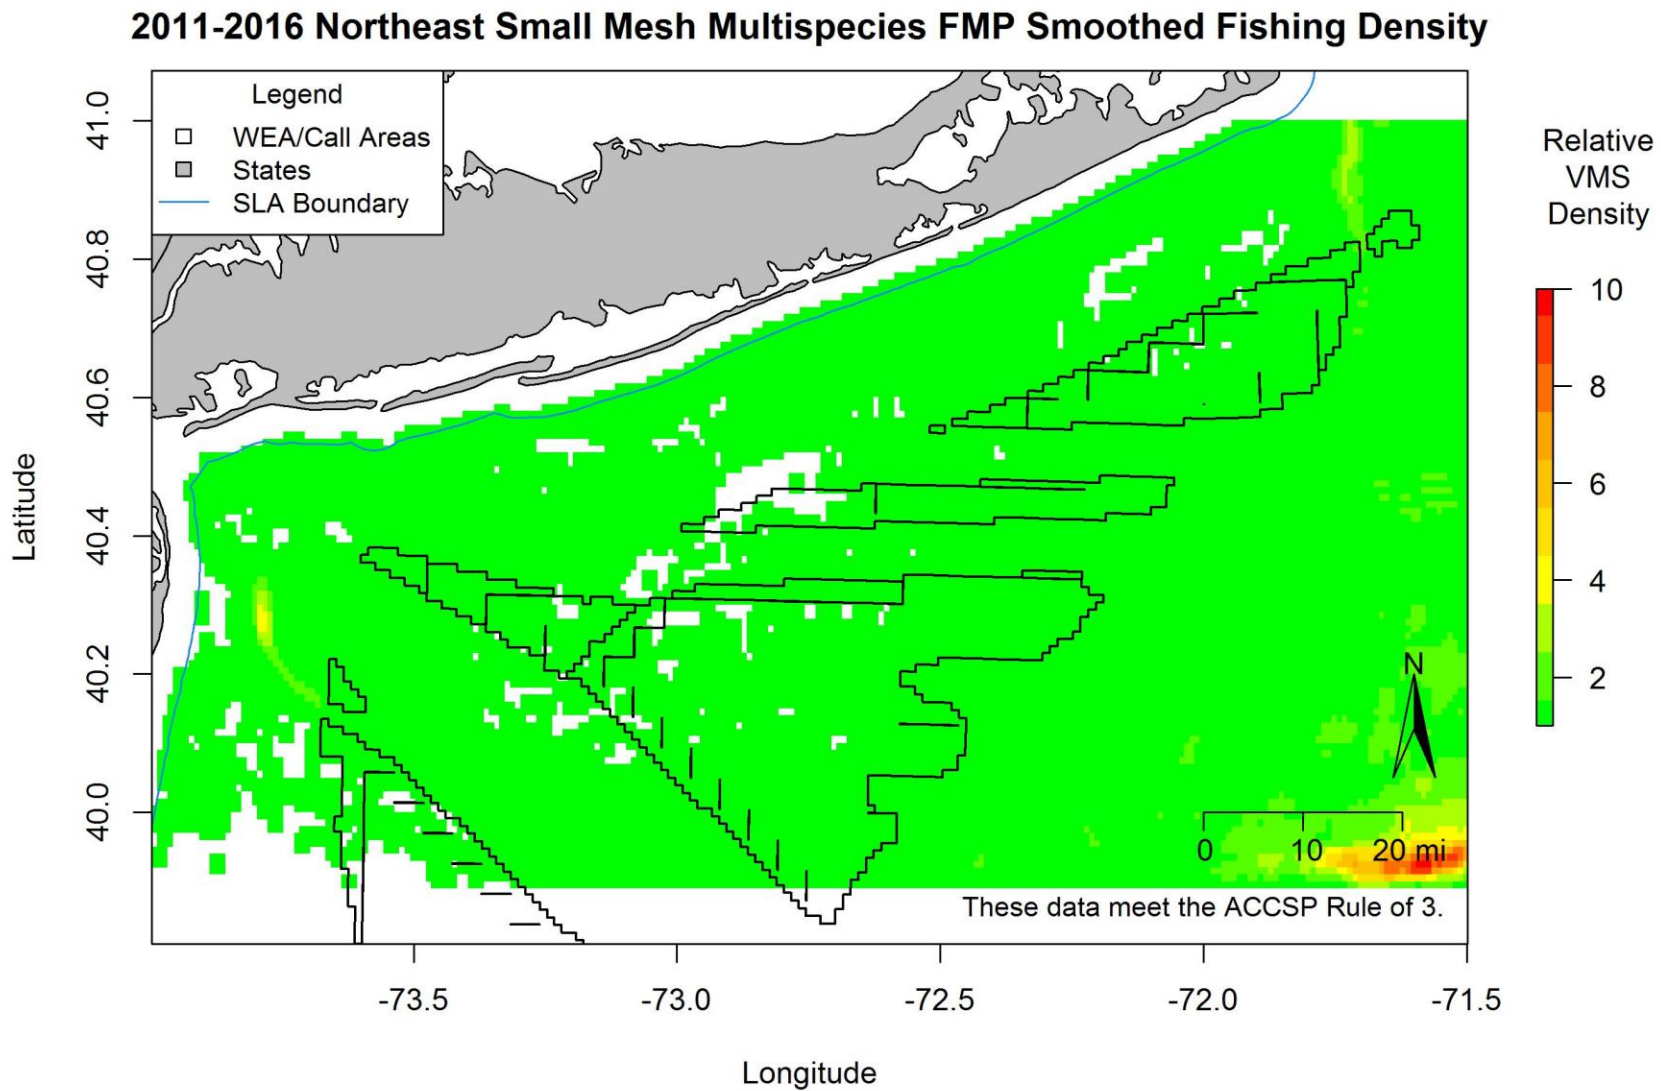 2011-2016 Northeast Small Mesh Multispecies FMP Smoothed Fishing Density
Legend
WEA/Call Areas
States
SLA Boundary
Latitude
41.0
40.8
40.6
40.4
40.2
40.0
N
0 10 20 mi
These data meet the ACCSP Rule of 3.
-73.5 -73.0 -72.5 -72.0 -71.5
Longitude
Relative
VMS
Density
10
8
6
4
2